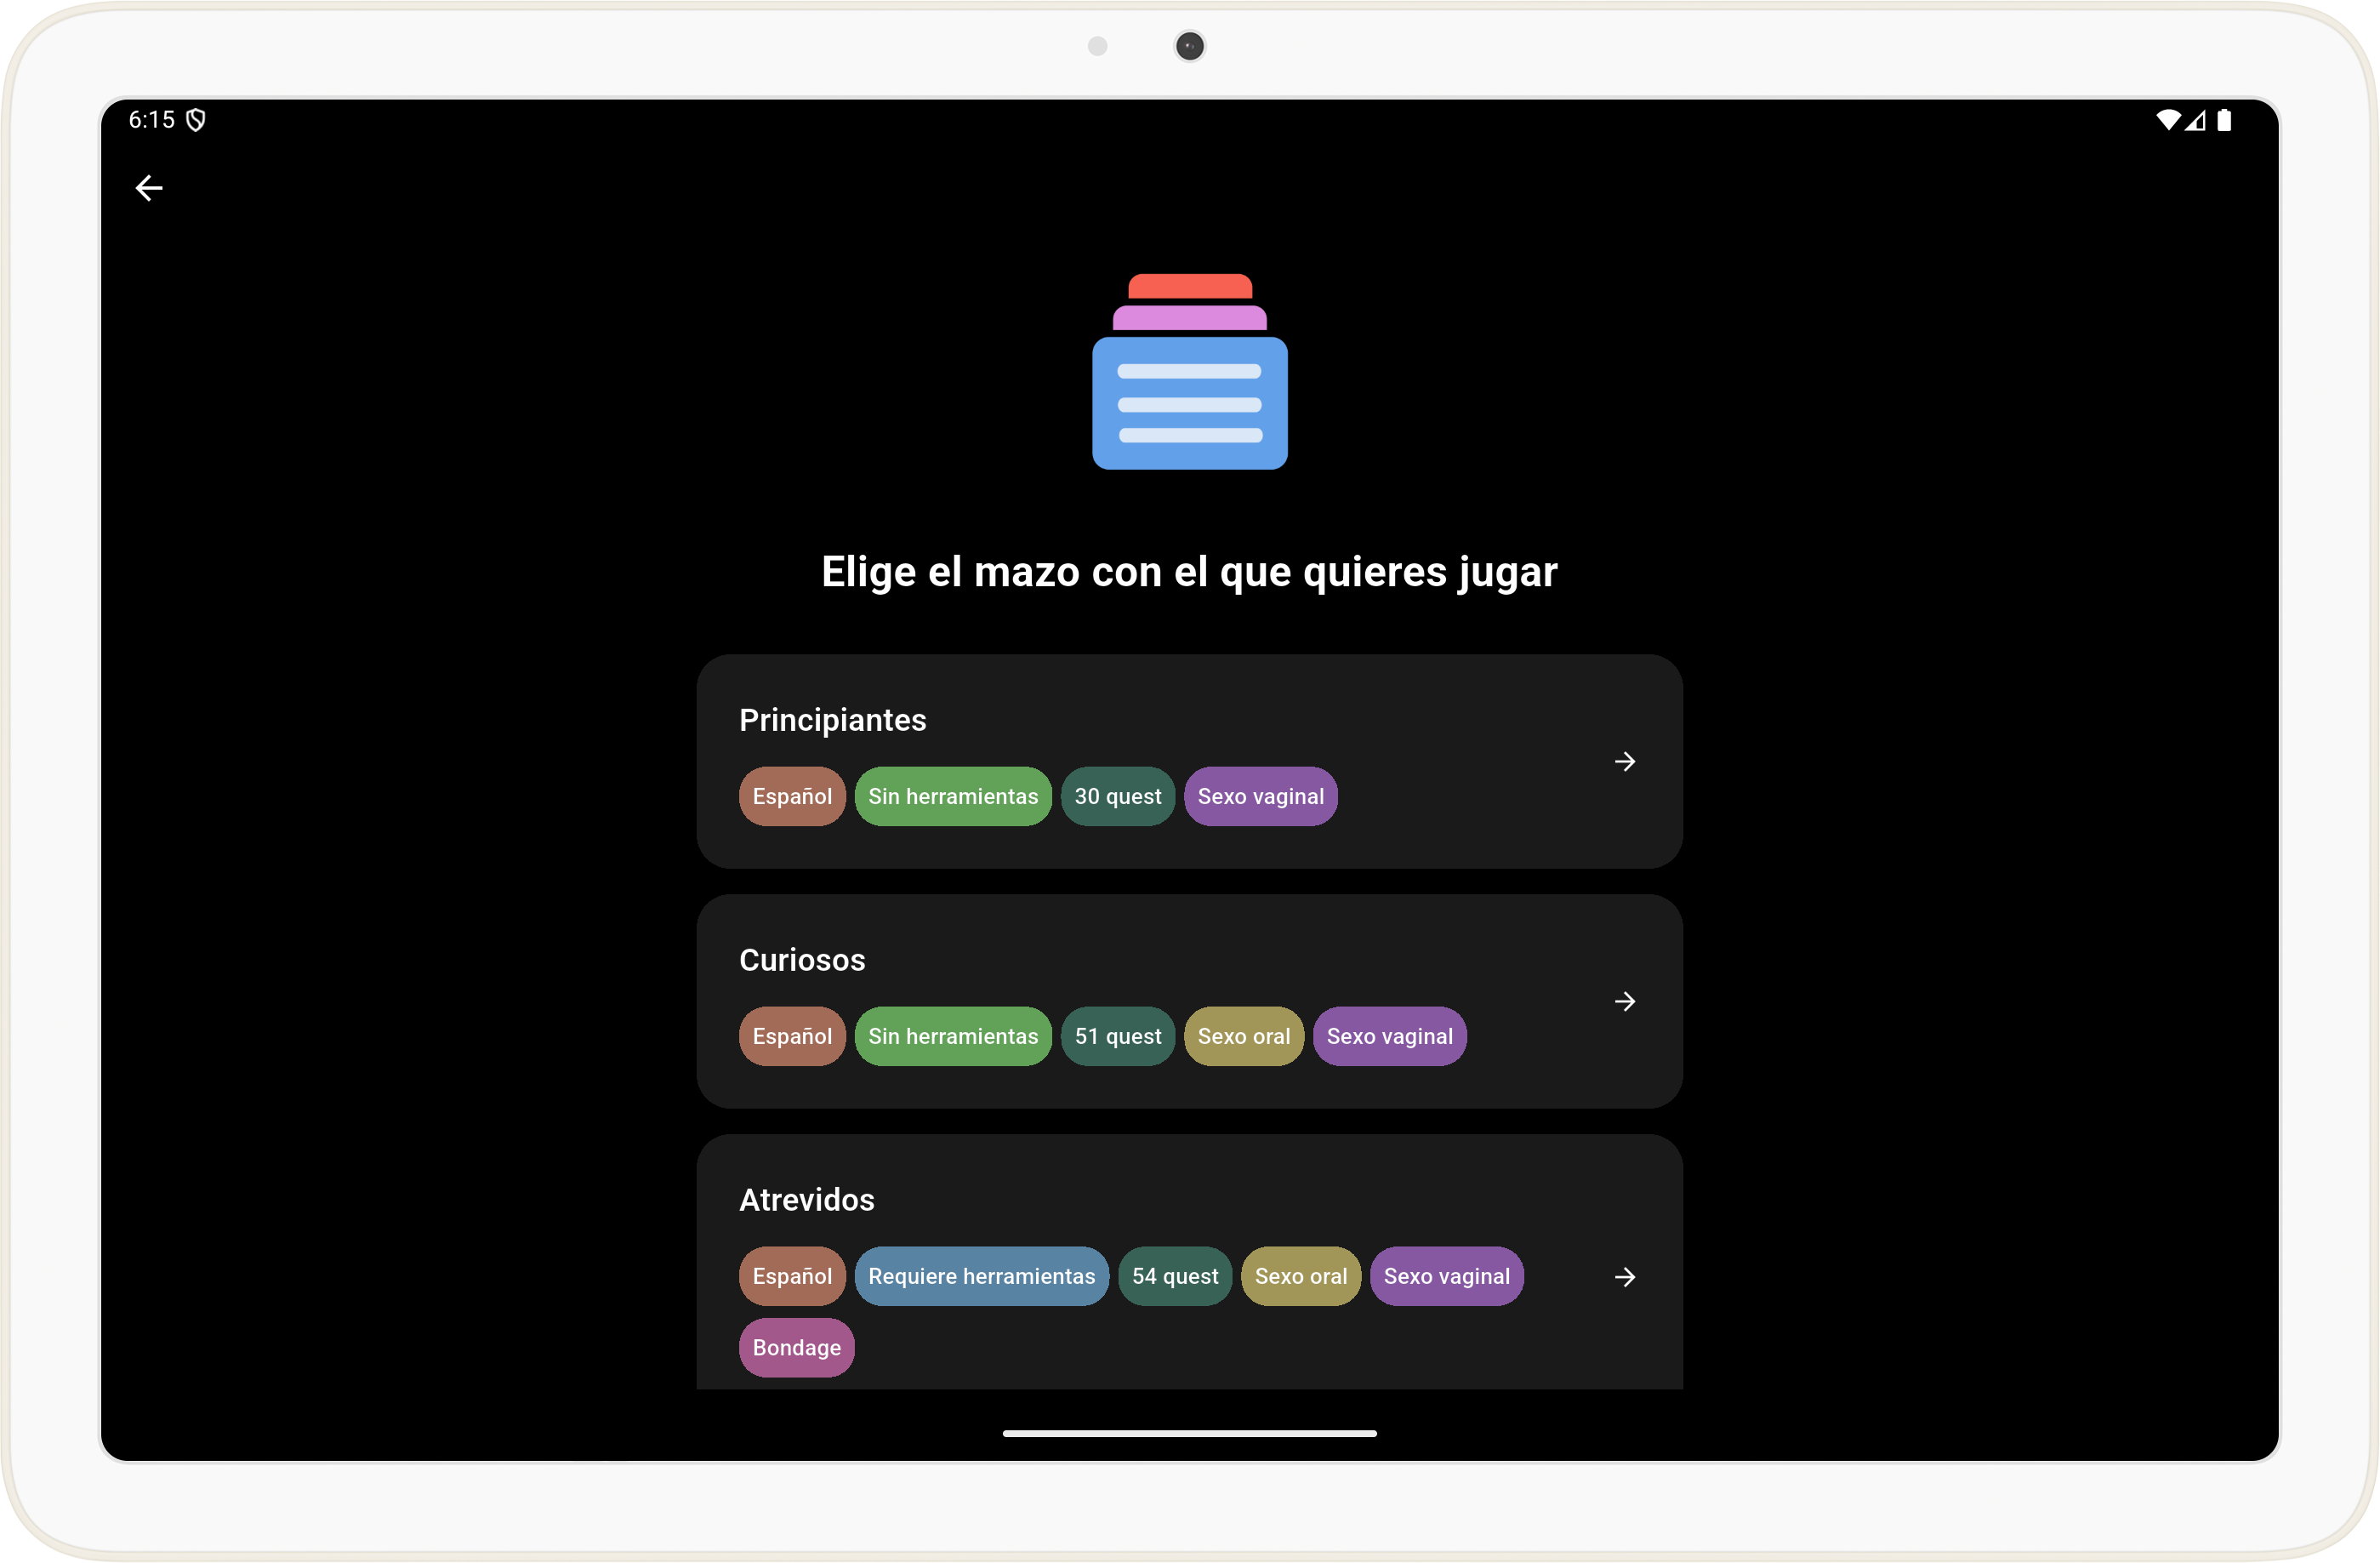 6:15
Elige el mazo con el que quieres jugar
Principiantes
Español Sin herramientas 30 quest Sexo vaginal
Curiosos
Español Sin herramientas 51 quest Sexo oral Sexo vaginal
Atrevidos
Español Requiere herramientas 54 quest Sexo oral Sexo vaginal
Bondage